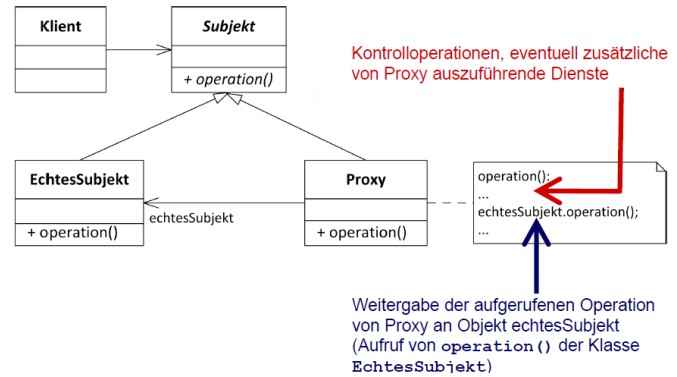 Klient
Subjekt
+ operation()
Kontrolloperationen, eventuell zusätzliche
von Proxy auszuführende Dienste
EchtesSubjekt
+ operation()
echtesSubjekt
Proxy
+ operation()
operation():
...
echtesSubjekt.operation();
...
Weitergabe der aufgerufenen Operation
von Proxy an Objekt echtesSubjekt
(Aufruf von operation() der Klasse
EchtesSubjekt)